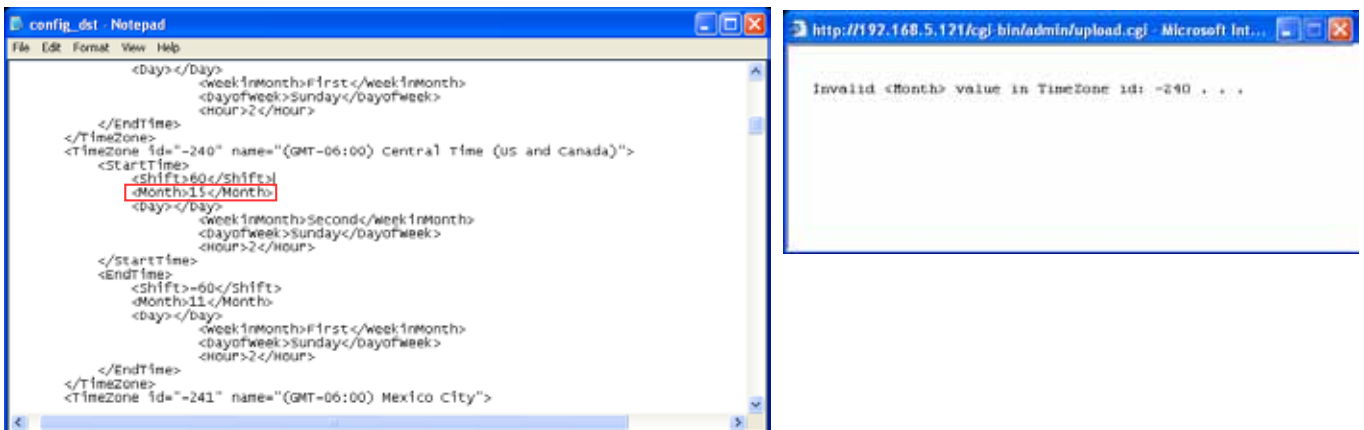 config_dst - Notepad
File Edit Format View Help
<Day></Day>
<WeekInMonth>First</WeekInMonth>
<DayofWeek>Sunday</DayofWeek>
<Hour>2</Hour>
</EndTime>
</TimeZone>
<TimeZone id="-240" name="(GMT-06:00) Central Time (US and Canada)">
<StartTime>
<Shift>60</Shift>
<Month>15</Month>
<Day></Day>
<WeekInMonth>Second</WeekInMonth>
<DayofWeek>Sunday</DayofWeek>
<Hour>2</Hour>
</StartTime>
<EndTime>
<Shift>-60</Shift>
<Month>11</Month>
<Day></Day>
<WeekInMonth>First</WeekInMonth>
<DayofWeek>Sunday</DayofWeek>
<Hour>2</Hour>
</EndTime>
</TimeZone>
<TimeZone id="-241" name="(GMT-06:00) Mexico City">
http://192.168.5.121/cgi-bin/admin/upload.cgi - Microsoft Int...
Invalid <Month> value in TimeZone id: -240 . . .